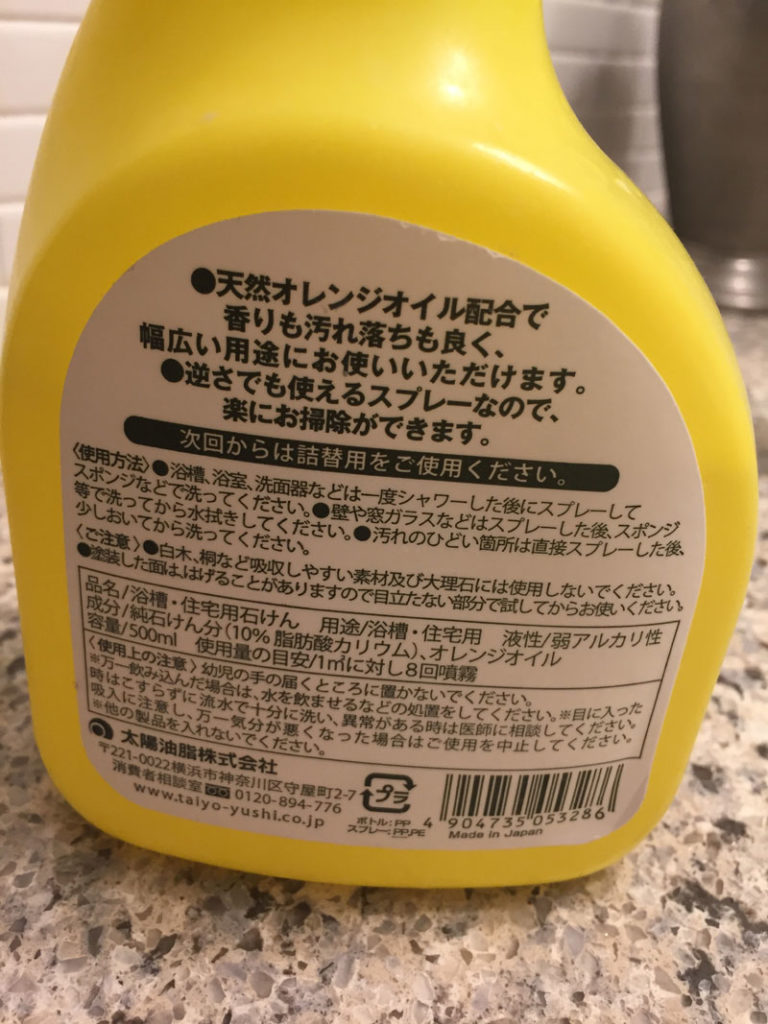 ●天然オレンジオイル配合で
香りも汚れ落ちも良く、
幅広い用途にお使いいただけます。
●逆さでも使えるスプレーなので、
楽にお掃除ができます。
次回からは詰替用をご使用ください。
〈使用方法〉●浴槽、浴室、洗面器などは一度シャワーした後にスプレーして
スポンジなどで洗ってください。●壁や窓ガラスなどはスプレーした後、スポンジ
等で洗ってから水拭きしてください。●汚れのひどい箇所は直接スプレーした後、
少しおいてから洗ってください。
〈ご注意〉●白木、桐など吸収しやすい素材及び大理石には使用しないでください。
●塗装した面は、はげることがありますので目立たない部分で試してからお使いください。
品名/浴槽・住宅用石けん 用途/浴槽・住宅用 液性/弱アルカリ性
成分/純石けん分(10% 脂肪酸カリウム)、オレンジオイル
容量/500ml 使用量の目安/1㎡に対し8回噴霧
〈使用上の注意〉幼児の手の届くところに置かないでください。
※万一飲み込んだ場合は、水を飲ませるなどの処置をしてください。※目に入った
時はこすらずに流水で十分に洗い、異常がある時は医師に相談してください。
吸入に注意し、万一気分が悪くなった場合はご使用を中止してください。
※他の製品を入れないでください。
太陽油脂株式会社
〒221-0022横浜市神奈川区守屋町2-7
消費者相談室 0120-894-776
www.taiyo-yushi.co.jp
プラ
ボトル:PP
スプレー:PP,PE
4 904735 053286
Made in Japan